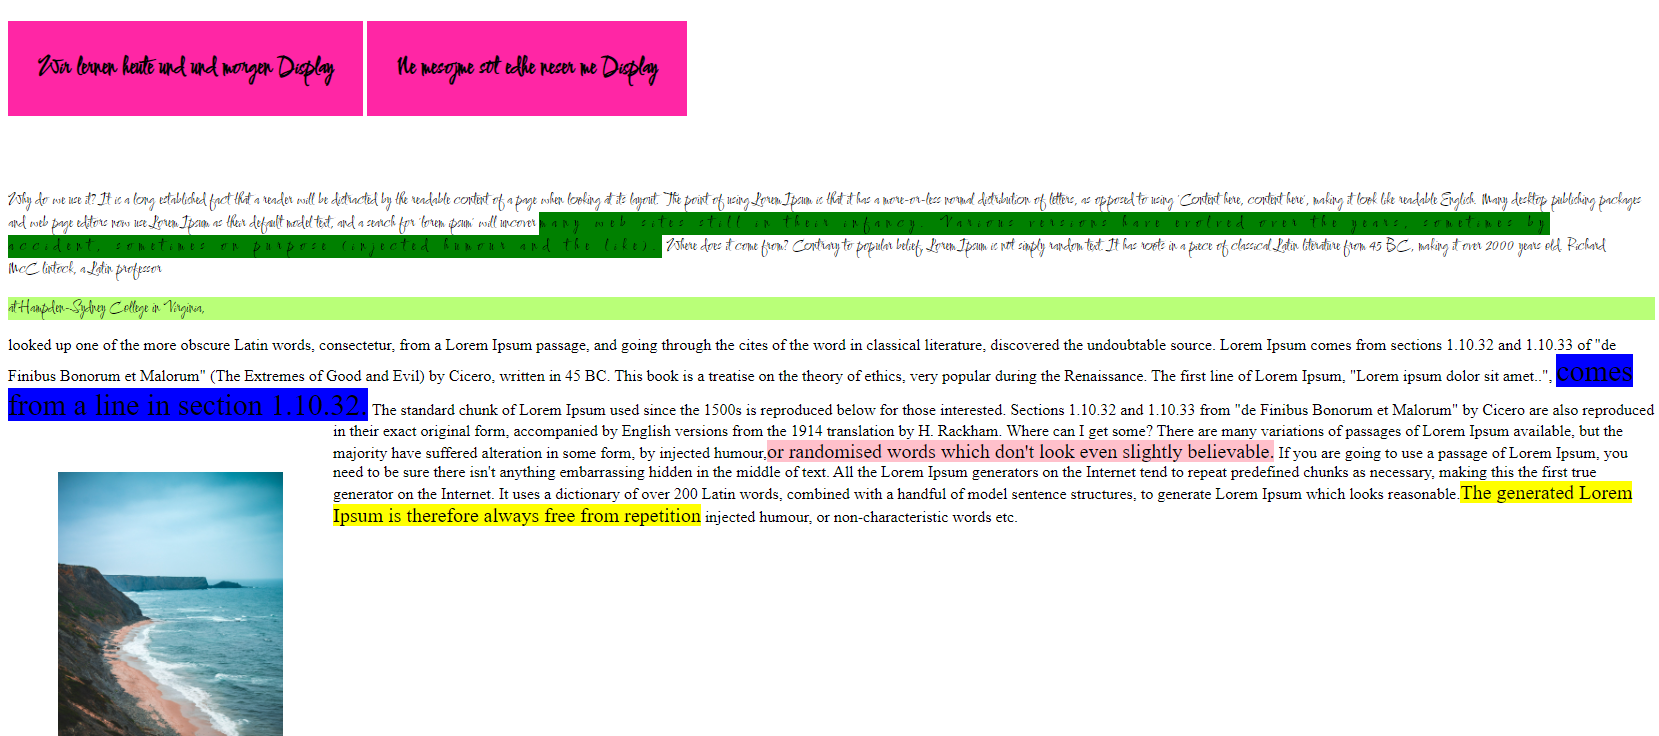 Wir lernen heute und und morgen Display
Ne mesojme sot edhe neser me Display
Why do we use it? It is a long established fact that a reader will be distracted by the readable content of a page when looking at its layout. The point of using Lorem Ipsum is that it has a more-or-less normal distribution of letters, as opposed to using 'Content here, content here', making it look like readable English. Many desktop publishing packages
and web page editors now use Lorem Ipsum as their default model text, and a search for 'lorem ipsum' will uncover many web sites still in their infancy. Various versions have evolved over the years, sometimes by
accident, sometimes on purpose (injected humour and the like). Where does it come from? Contrary to popular belief, Lorem Ipsum is not simply random text. It has roots in a piece of classical Latin literature from 45 BC, making it over 2000 years old. Richard
McClintock, a Latin professor
at Hampden-Sydney College in Virginia,
looked up one of the more obscure Latin words, consectetur, from a Lorem Ipsum passage, and going through the cites of the word in classical literature, discovered the undoubtable source. Lorem Ipsum comes from sections 1.10.32 and 1.10.33 of "de
Finibus Bonorum et Malorum" (The Extremes of Good and Evil) by Cicero, written in 45 BC. This book is a treatise on the theory of ethics, very popular during the Renaissance. The first line of Lorem Ipsum, "Lorem ipsum dolor sit amet..", comes
from a line in section 1.10.32. The standard chunk of Lorem Ipsum used since the 1500s is reproduced below for those interested. Sections 1.10.32 and 1.10.33 from "de Finibus Bonorum et Malorum" by Cicero are also reproduced
in their exact original form, accompanied by English versions from the 1914 translation by H. Rackham. Where can I get some? There are many variations of passages of Lorem Ipsum available, but the
majority have suffered alteration in some form, by injected humour,or randomised words which don't look even slightly believable. If you are going to use a passage of Lorem Ipsum, you
need to be sure there isn't anything embarrassing hidden in the middle of text. All the Lorem Ipsum generators on the Internet tend to repeat predefined chunks as necessary, making this the first true
generator on the Internet. It uses a dictionary of over 200 Latin words, combined with a handful of model sentence structures, to generate Lorem Ipsum which looks reasonable.The generated Lorem
Ipsum is therefore always free from repetition injected humour, or non-characteristic words etc.